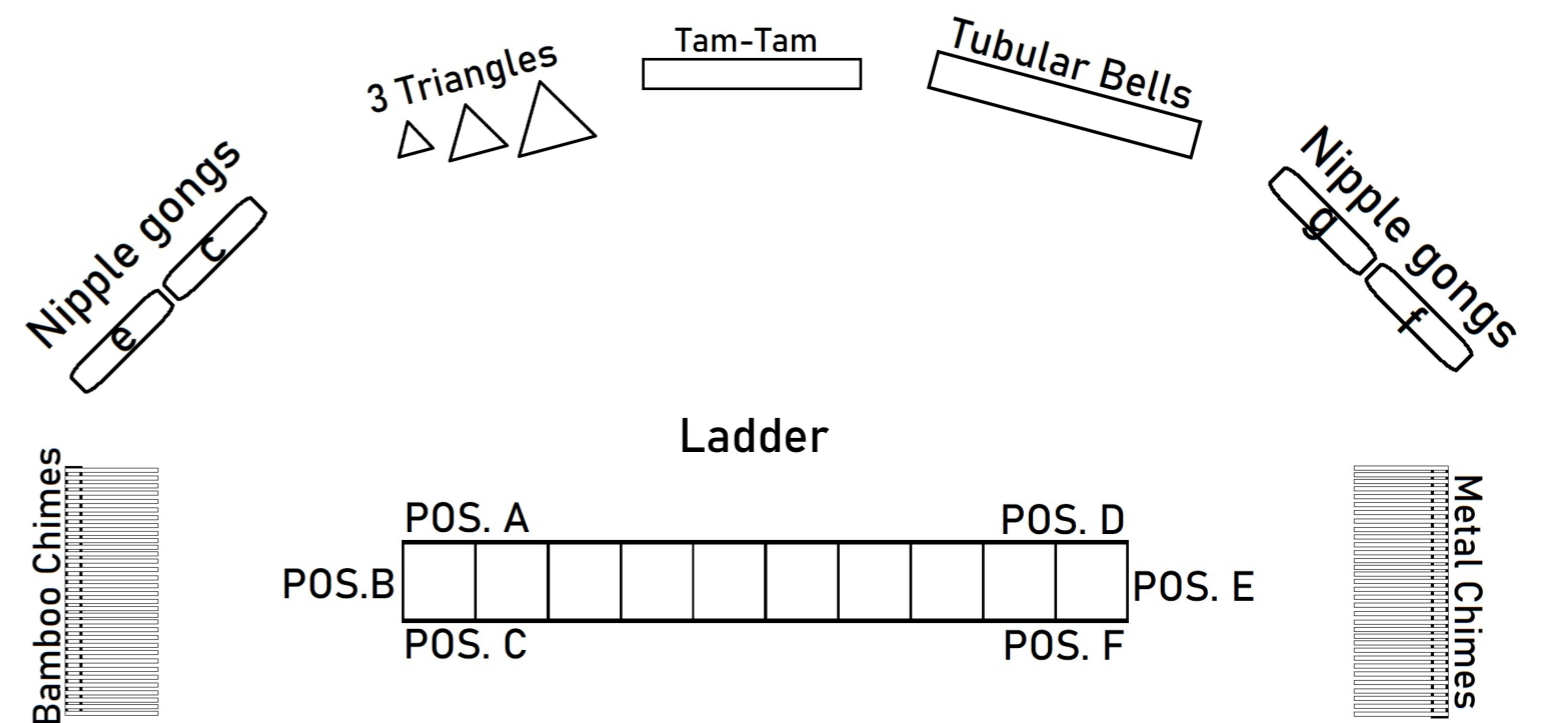 Tam-Tam
Tubular Bells
3 Triangles
Nipple gongs
c
e
Nipple gongs
g
f
Ladder
Bamboo Chimes
Metal Chimes
POS. A
POS. D
POS.B
POS. E
POS. C
POS. F